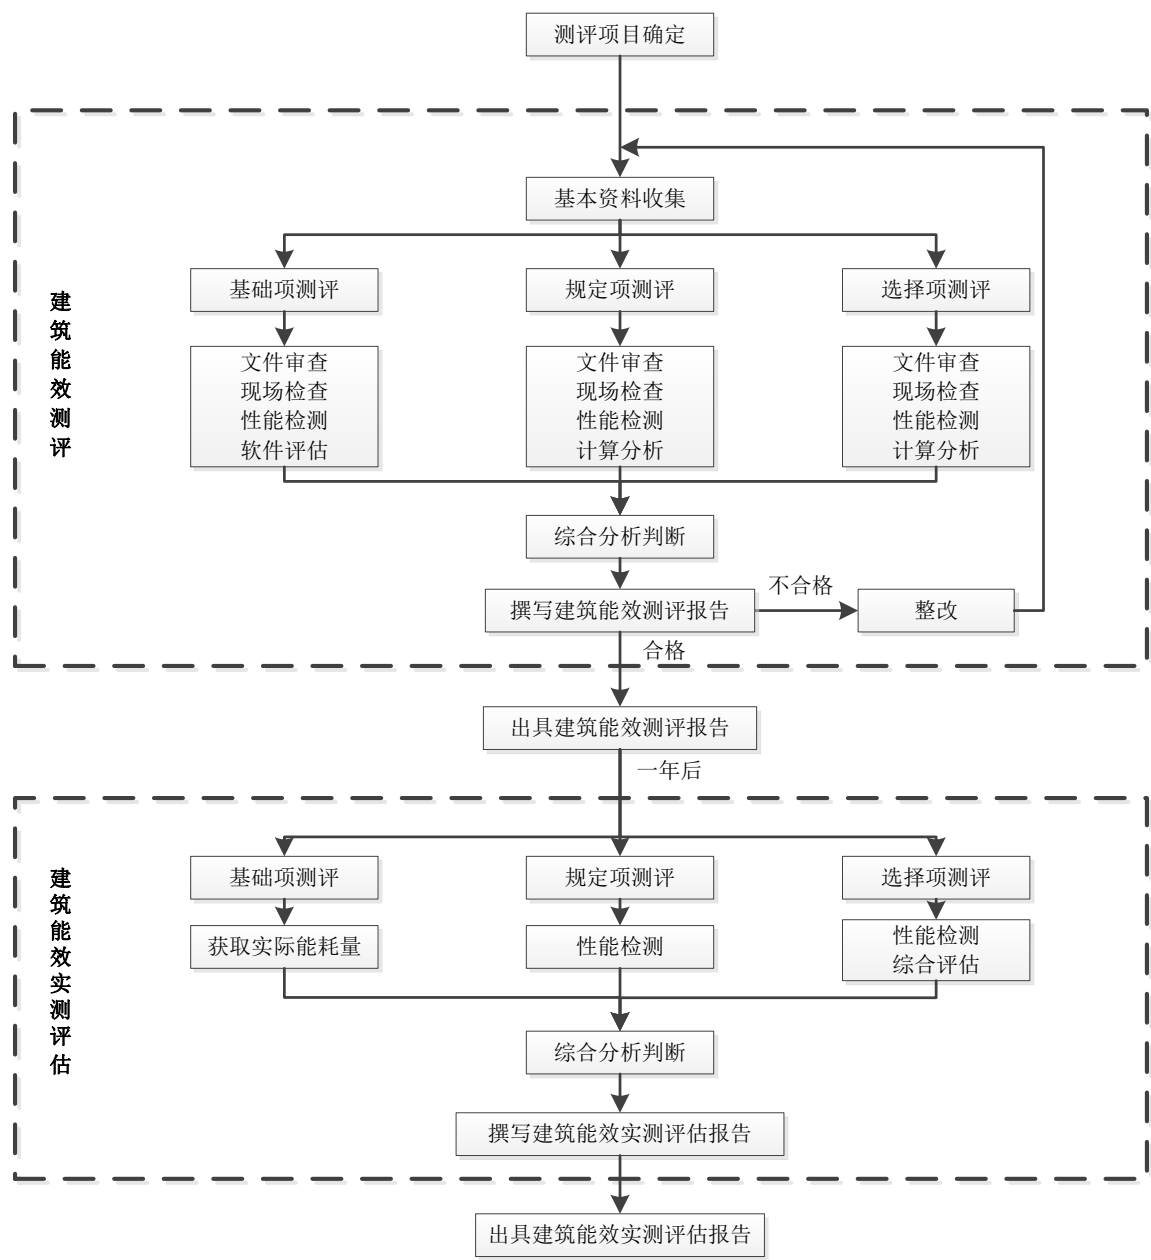 测评项目确定
基本资料收集
建筑能效测评
基础项测评
规定项测评
选择项测评
文件审查
现场检查
性能检测
软件评估
文件审查
现场检查
性能检测
计算分析
文件审查
现场检查
性能检测
计算分析
综合分析判断
撰写建筑能效测评报告
不合格
整改
合格
出具建筑能效测评报告
一年后
建筑能效实测评估
基础项测评
规定项测评
选择项测评
获取实际能耗量
性能检测
性能检测
综合评估
综合分析判断
撰写建筑能效实测评估报告
出具建筑能效实测评估报告